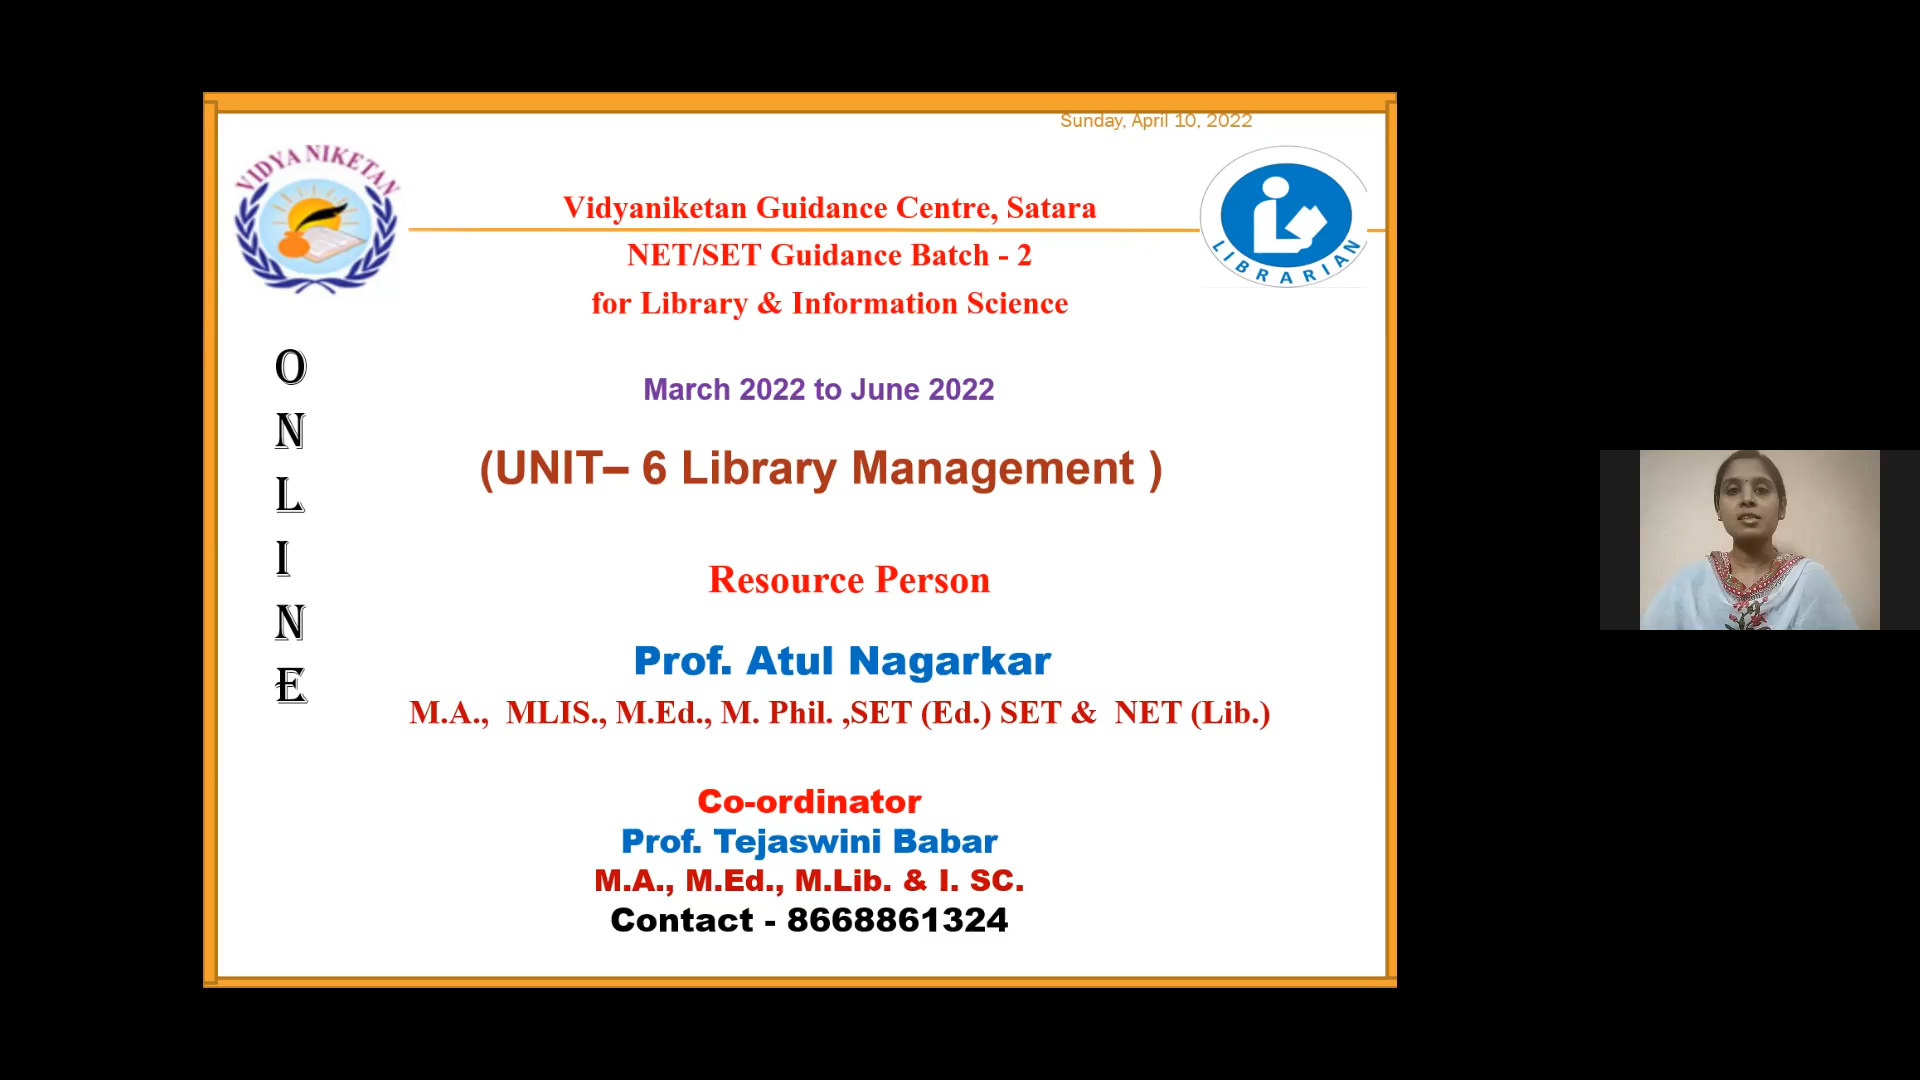 Sunday, April 10, 2022
VIDYA NIKETAN
LIBRARIAN
Vidyaniketan Guidance Centre, Satara
NET/SET Guidance Batch - 2
for Library & Information Science
ONLINE
March 2022 to June 2022
(UNIT– 6 Library Management )
Resource Person
Prof. Atul Nagarkar
M.A.,  MLIS., M.Ed., M. Phil. ,SET (Ed.) SET &  NET (Lib.)
Co-ordinator
Prof. Tejaswini Babar
M.A., M.Ed., M.Lib. & I. SC.
Contact - 8668861324